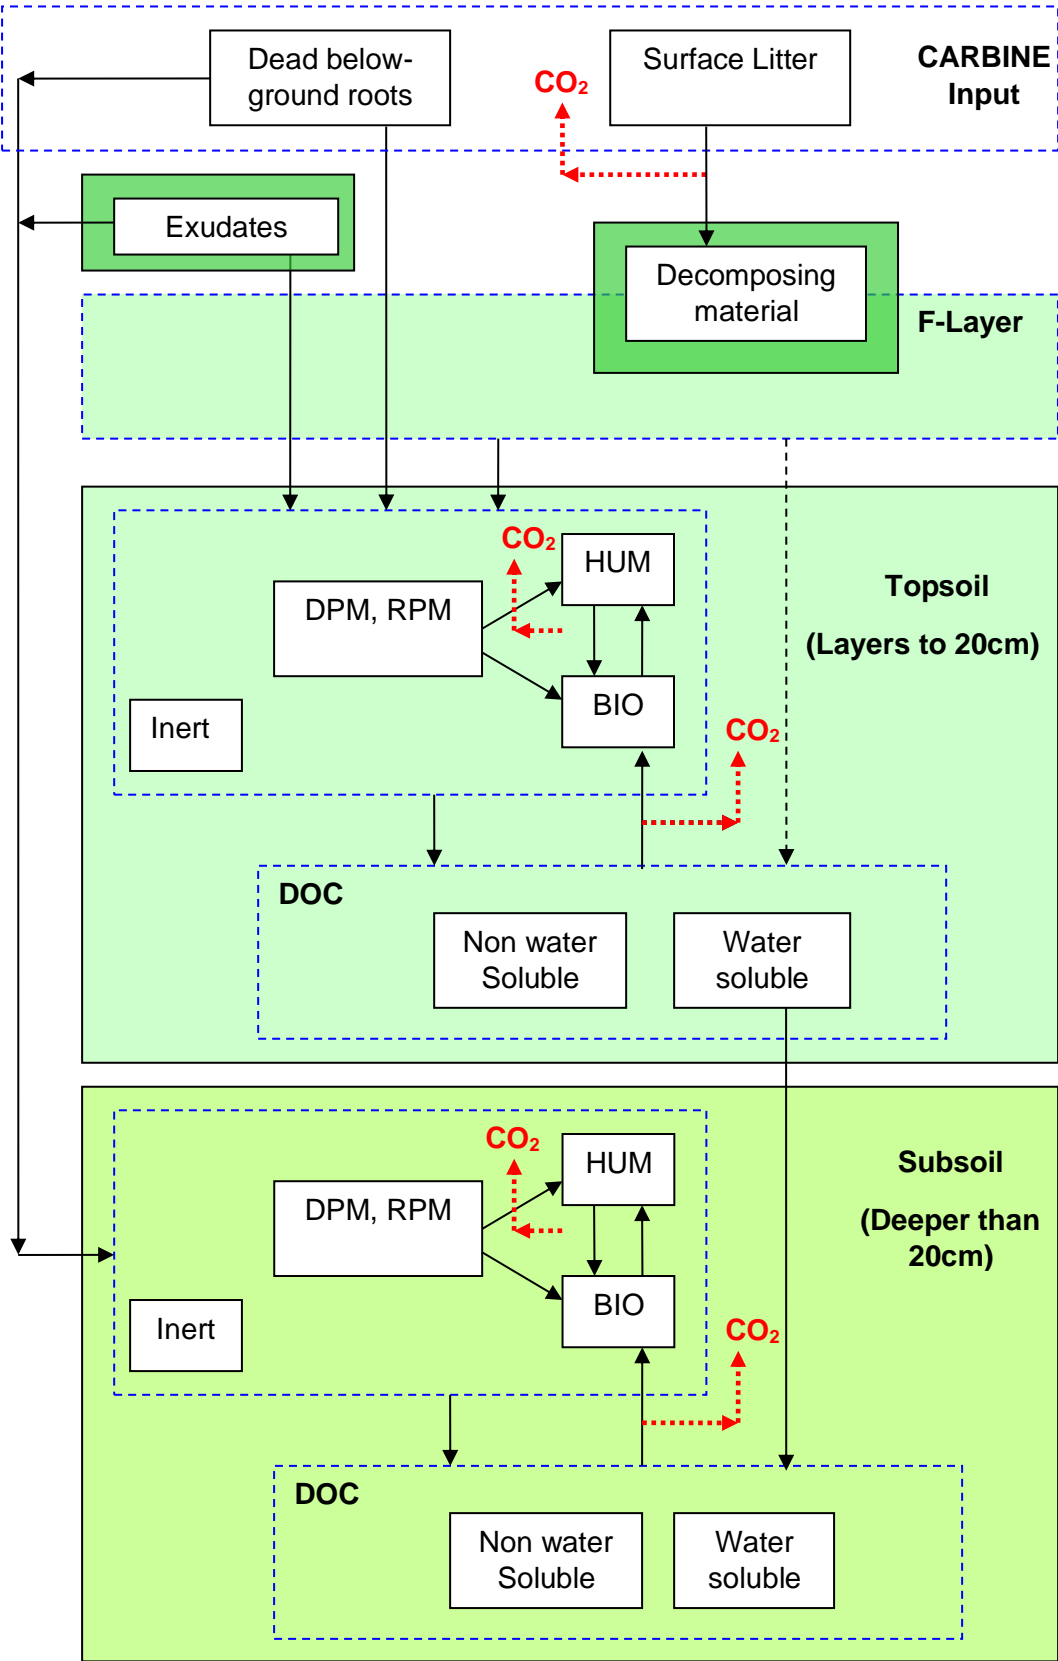 Dead below-
ground roots
Surface Litter
CARBINE
Input
CO₂
Exudates
Decomposing
material
F-Layer
CO₂
HUM
DPM, RPM
Topsoil
(Layers to 20cm)
BIO
Inert
CO₂
DOC
Non water
Soluble
Water
soluble
CO₂
HUM
Subsoil
DPM, RPM
(Deeper than
20cm)
BIO
Inert
CO₂
DOC
Non water
Soluble
Water
soluble